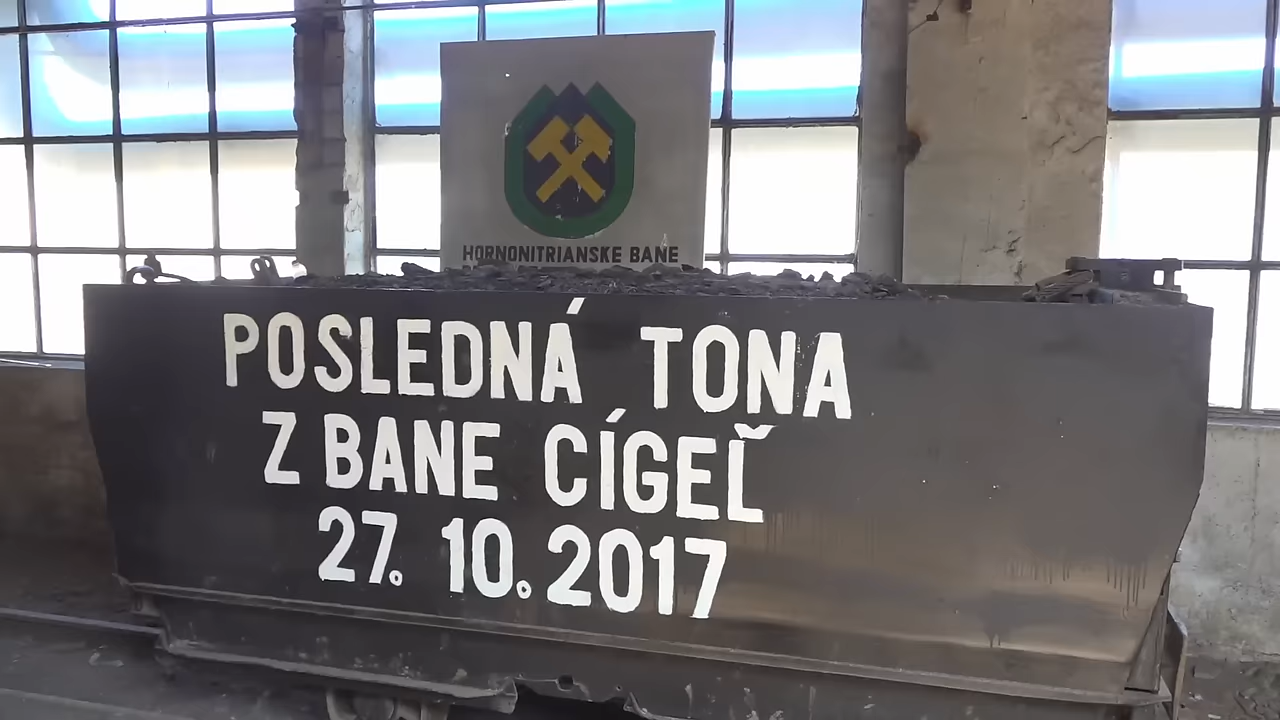 HORNONITRIANSKE BANE
POSLEDNÁ TONA
Z BANE CÍGEĽ
27. 10. 2017